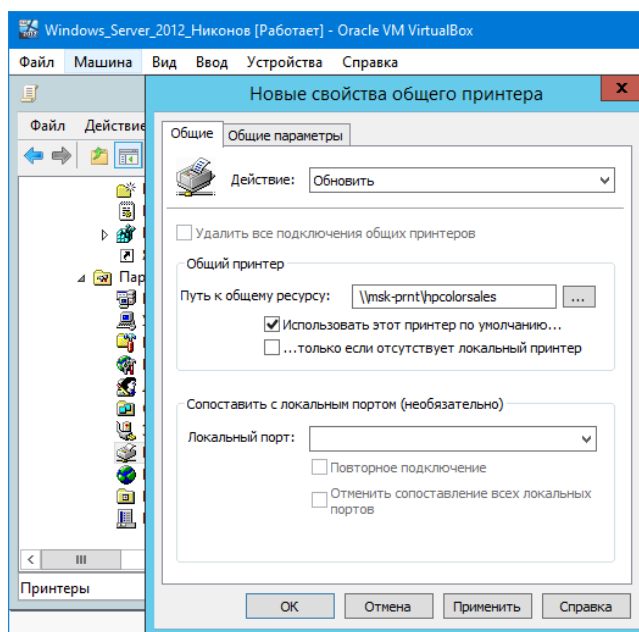 Windows_Server_2012_Никонов [Работает] - Oracle VM VirtualBox
Файл Машина Вид Ввод Устройства Справка
Новые свойства общего принтера
Файл Действие
Общие Общие параметры
Действие: Обновить
Удалить все подключения общих принтеров
Общий принтер
Путь к общему ресурсу: \\msk-prnt\hpcolorsales ...
Использовать этот принтер по умолчанию...
...только если отсутствует локальный принтер
Сопоставить с локальным портом (необязательно)
Локальный порт:
Повторное подключение
Отменить сопоставление всех локальных
портов
Принтеры
ОК Отмена Применить Справка